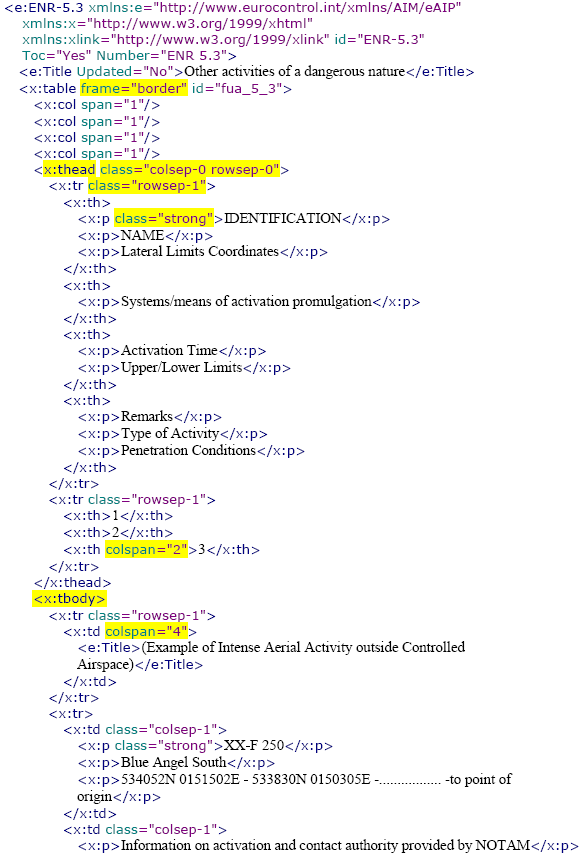 <e:ENR-5.3 xmlns:e="http://www.eurocontrol.int/xmlns/AIM/eAIP"
xmlns:x="http://www.w3.org/1999/xhtml"
xmlns:xlink="http://www.w3.org/1999/xlink" id="ENR-5.3"
Toc="Yes" Number="ENR 5.3">
<e:Title Updated="No">Other activities of a dangerous nature</e:Title>
<x:table frame="border" id="fua_5_3">
<x:col span="1"/>
<x:col span="1"/>
<x:col span="1"/>
<x:col span="1"/>
<x:thead class="colsep-0 rowsep-0">
<x:tr class="rowsep-1">
<x:th>
<x:p class="strong">IDENTIFICATION</x:p>
<x:p>NAME</x:p>
<x:p>Lateral Limits Coordinates</x:p>
</x:th>
<x:th>
<x:p>Systems/means of activation promulgation</x:p>
</x:th>
<x:th>
<x:p>Activation Time</x:p>
<x:p>Upper/Lower Limits</x:p>
</x:th>
<x:th>
<x:p>Remarks</x:p>
<x:p>Type of Activity</x:p>
<x:p>Penetration Conditions</x:p>
</x:th>
</x:tr>
<x:tr class="rowsep-1">
<x:th>1</x:th>
<x:th>2</x:th>
<x:th colspan="2">3</x:th>
</x:tr>
</x:thead>
<x:tbody>
<x:tr class="rowsep-1">
<x:td colspan="4">
<e:Title>(Example of Intense Aerial Activity outside Controlled
Airspace)</e:Title>
</x:td>
</x:tr>
<x:tr>
<x:td class="colsep-1">
<x:p class="strong">XX-F 250</x:p>
<x:p>Blue Angel South</x:p>
<x:p>534052N 0151502E - 533830N 0150305E -................. -to point of
origin</x:p>
</x:td>
<x:td class="colsep-1">
<x:p>Information on activation and contact authority provided by NOTAM</x:p>